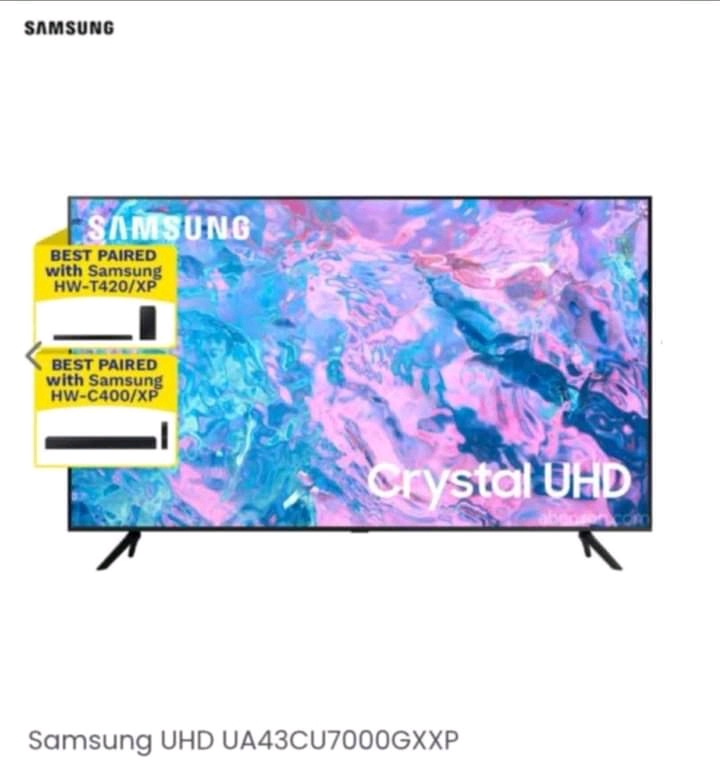 SAMSUNG
SAMSUNG
BEST PAIRED
with Samsung
HW-T420/XP
BEST PAIRED
with Samsung
HW-C400/XP
Crystal UHD
Samsung UHD UA43CU7000GXXP